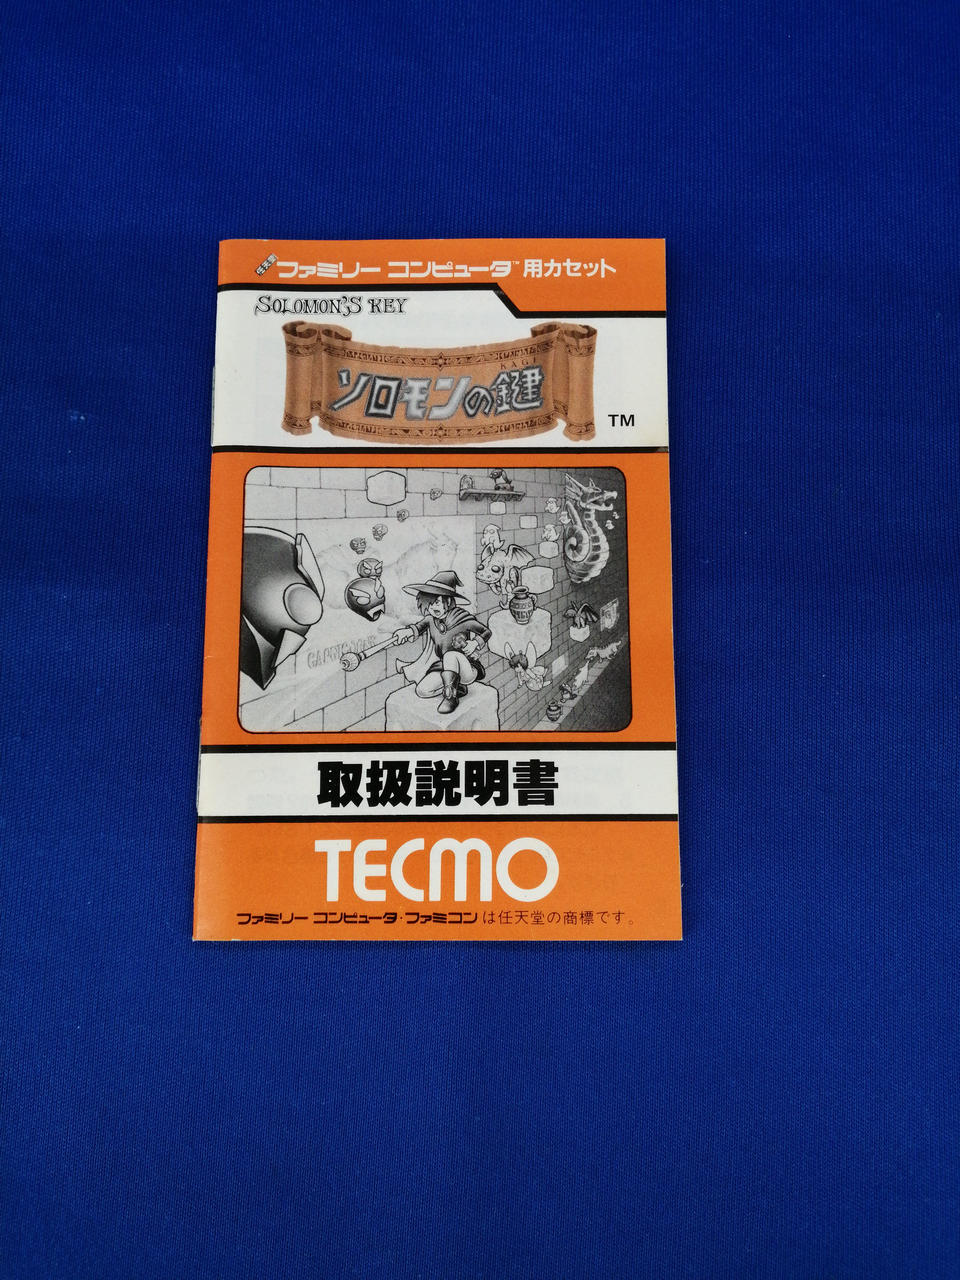 任天堂 ファミリー コンピュータ™用カセット
SOLOMON'S KEY
KAGI
ソロモンの鍵
TM
CAPRICORN
取扱説明書
TECMO
ファミリー コンピュータ・ファミコンは任天堂の商標です。